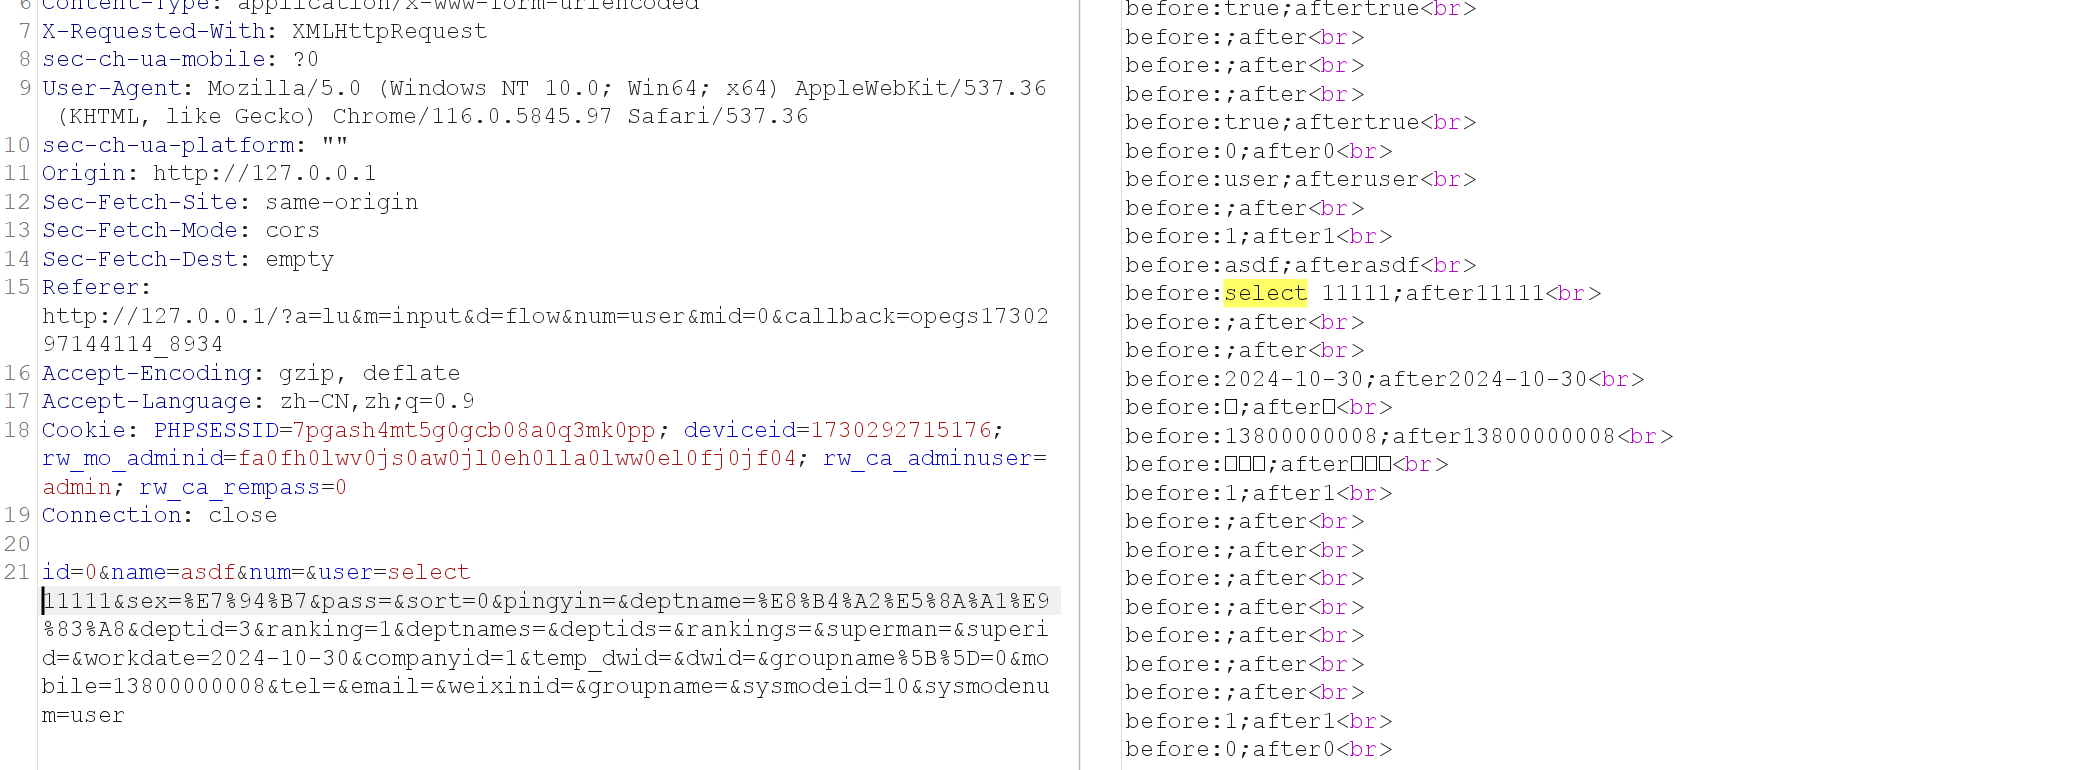 6 Content-Type: application/x-www-form-urlencoded
7 X-Requested-With: XMLHttpRequest
8 sec-ch-ua-mobile: ?0
9 User-Agent: Mozilla/5.0 (Windows NT 10.0; Win64; x64) AppleWebKit/537.36
(KHTML, like Gecko) Chrome/116.0.5845.97 Safari/537.36
10 sec-ch-ua-platform: ""
11 Origin: http://127.0.0.1
12 Sec-Fetch-Site: same-origin
13 Sec-Fetch-Mode: cors
14 Sec-Fetch-Dest: empty
15 Referer:
http://127.0.0.1/?a=lu&m=input&d=flow&num=user&mid=0&callback=opegs17302
97144114_8934
16 Accept-Encoding: gzip, deflate
17 Accept-Language: zh-CN,zh;q=0.9
18 Cookie: PHPSESSID=7pgash4mt5g0gcb08a0q3mk0pp; deviceid=1730292715176;
rw_mo_adminid=fa0fh0lwv0js0aw0jl0eh0lla0lww0el0fj0jf04; rw_ca_adminuser=
admin; rw_ca_rempass=0
19 Connection: close
20
21 id=0&name=asdf&num=&user=select
11111&sex=%E7%94%B7&pass=&sort=0&pingyin=&deptname=%E8%B4%A2%E5%8A%A1%E9
%83%A8&deptid=3&ranking=1&deptnames=&deptids=&rankings=&superman=&superi
d=&workdate=2024-10-30&companyid=1&temp_dwid=&dwid=&groupname%5B%5D=0&mo
bile=13800000008&tel=&email=&weixinid=&groupname=&sysmodeid=10&sysmodenu
m=user
before:true;aftertrue<br>
before:;after<br>
before:;after<br>
before:;after<br>
before:true;aftertrue<br>
before:0;after0<br>
before:user;afteruser<br>
before:;after<br>
before:1;after1<br>
before:asdf;afterasdf<br>
before:select 11111;after11111<br>
before:;after<br>
before:;after<br>
before:2024-10-30;after2024-10-30<br>
before:□;after□<br>
before:13800000008;after13800000008<br>
before:□□□;after□□□<br>
before:1;after1<br>
before:;after<br>
before:;after<br>
before:;after<br>
before:;after<br>
before:;after<br>
before:;after<br>
before:;after<br>
before:1;after1<br>
before:0;after0<br>